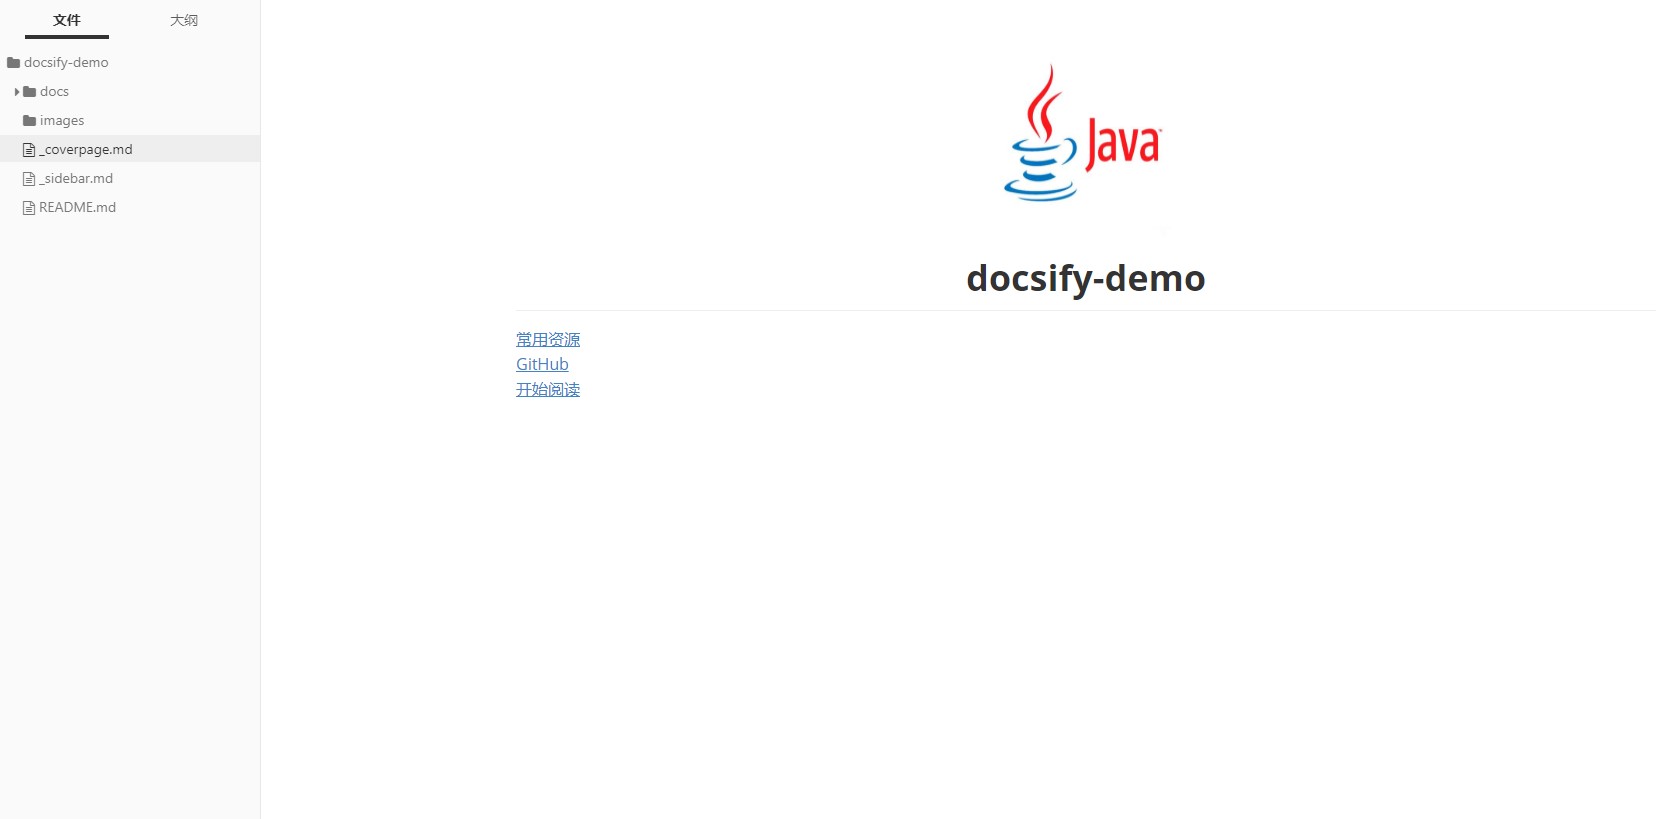 文件 大纲
docsify-demo
docs
images
_coverpage.md
_sidebar.md
README.md
Java
docsify-demo
常用资源
GitHub
开始阅读